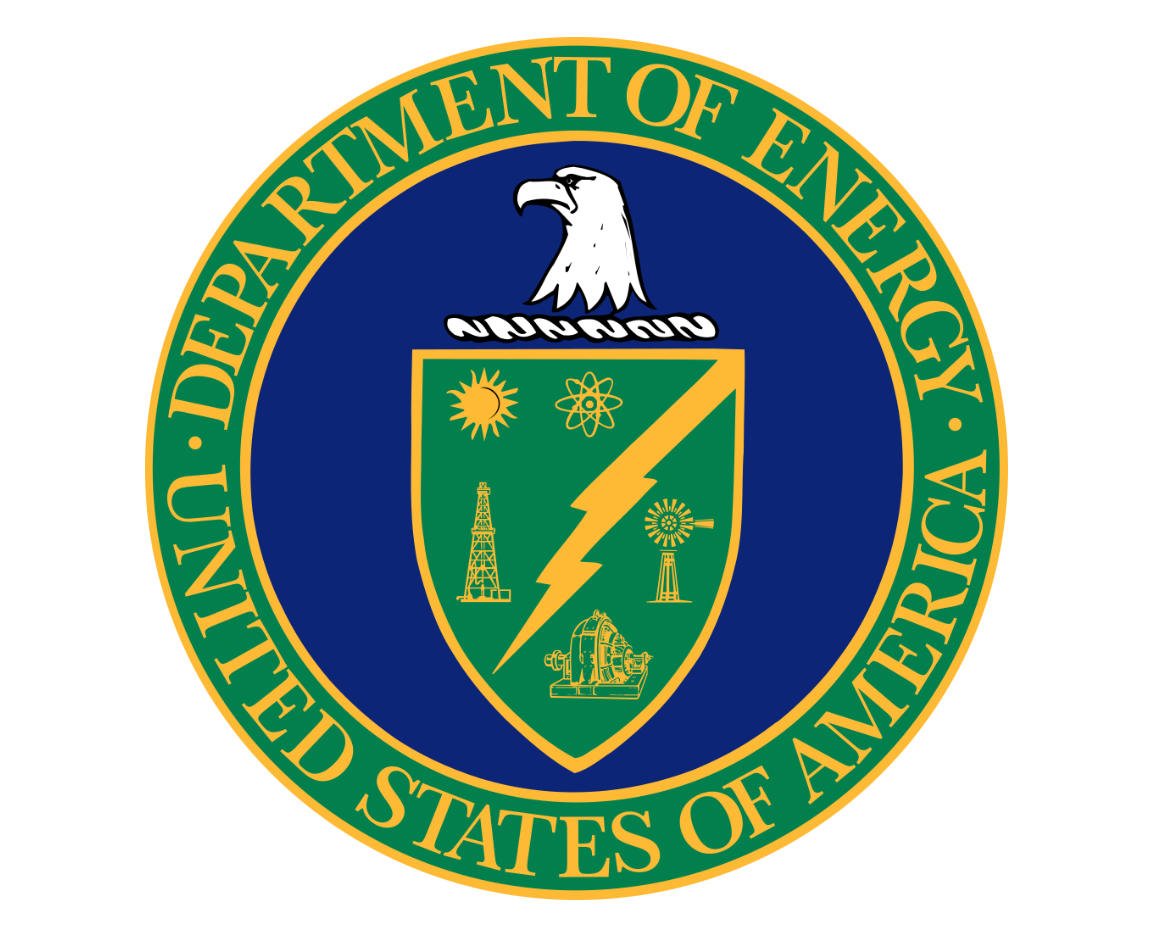 DEPARTMENT OF ENERGY
UNITED STATES OF AMERICA